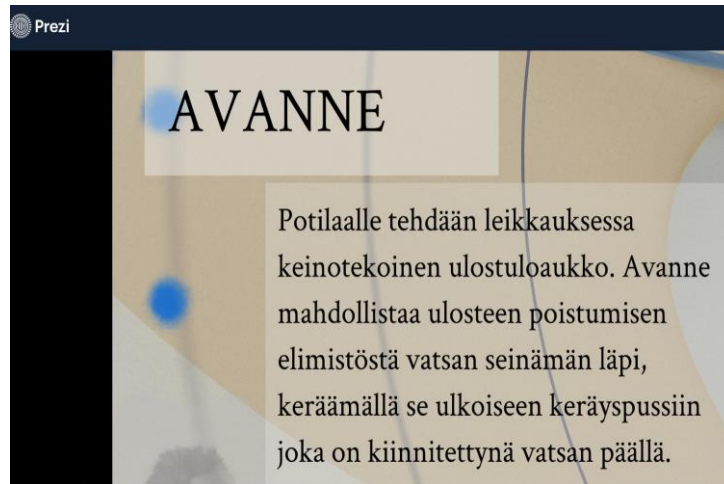 Prezi
AVANNE
Potilaalle tehdään leikkauksessa
keinotekoinen ulostuloaukko. Avanne
mahdollistaa ulosteen poistumisen
elimistöstä vatsan seinämän läpi,
keräämällä se ulkoiseen keräyspussiin
joka on kiinnitettynä vatsan päällä.